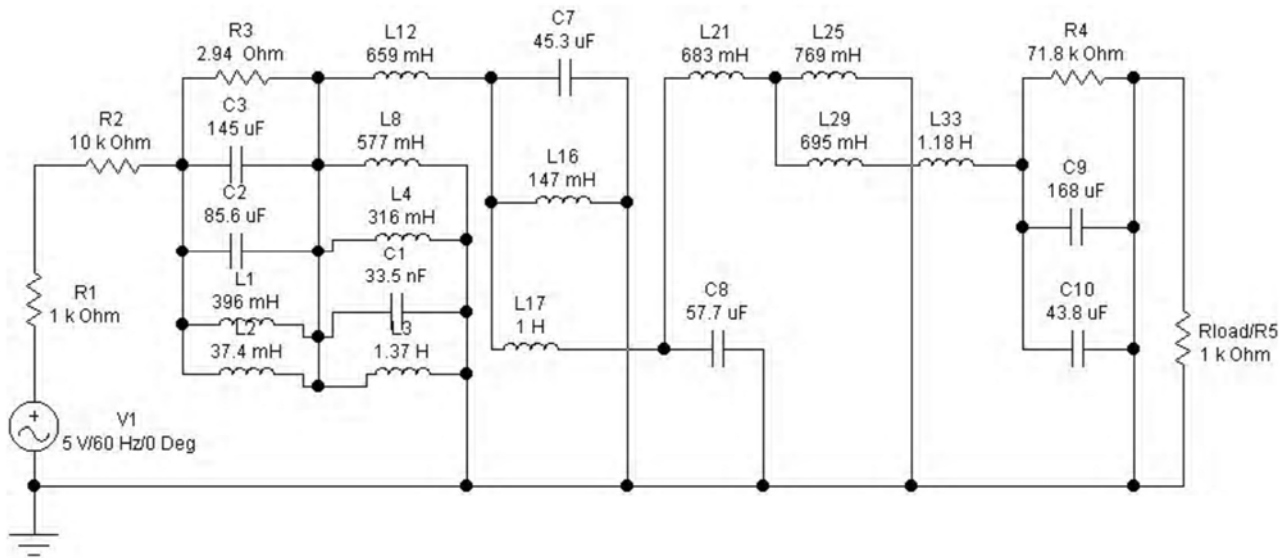 R3
2.94 Ohm
L12
659 mH
C7
45.3 uF
L21
683 mH
L25
769 mH
R4
71.8 k Ohm
R2
10 k Ohm
C3
145 uF
L8
577 mH
L29
695 mH
L33
1.18 H
L16
147 mH
C2
85.6 uF
L4
316 mH
C9
168 uF
C1
33.5 nF
R1
1 k Ohm
L1
396 mH
L17
1 H
C8
57.7 uF
C10
43.8 uF
L2
37.4 mH
L3
1.37 H
Rload/R5
1 k Ohm
V1
5 V/60 Hz/0 Deg